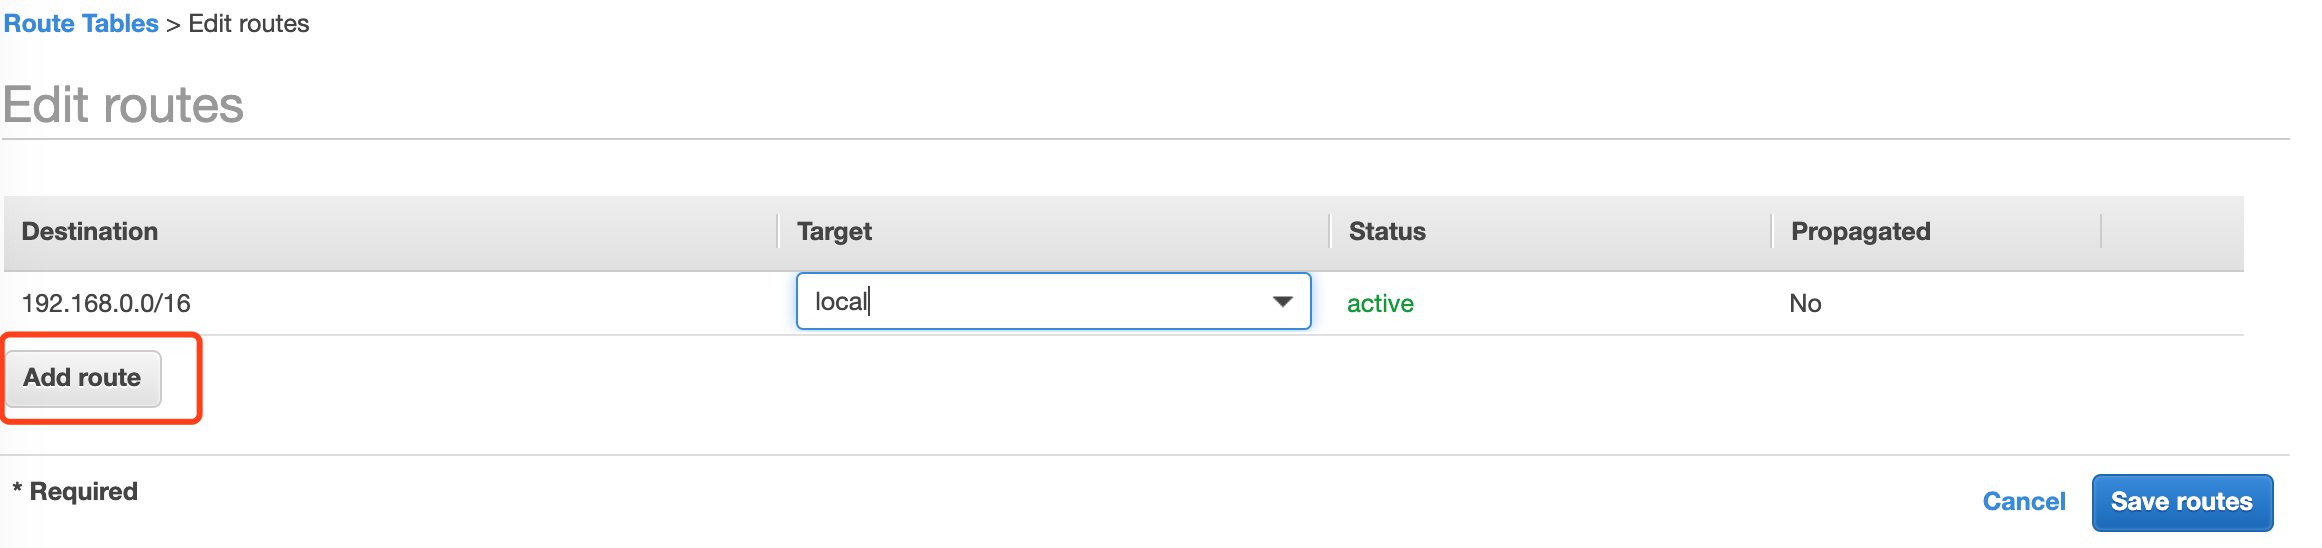 Route Tables > Edit routes
Edit routes
Destination Target Status Propagated
192.168.0.0/16 local active No
Add route
* Required
Cancel Save routes